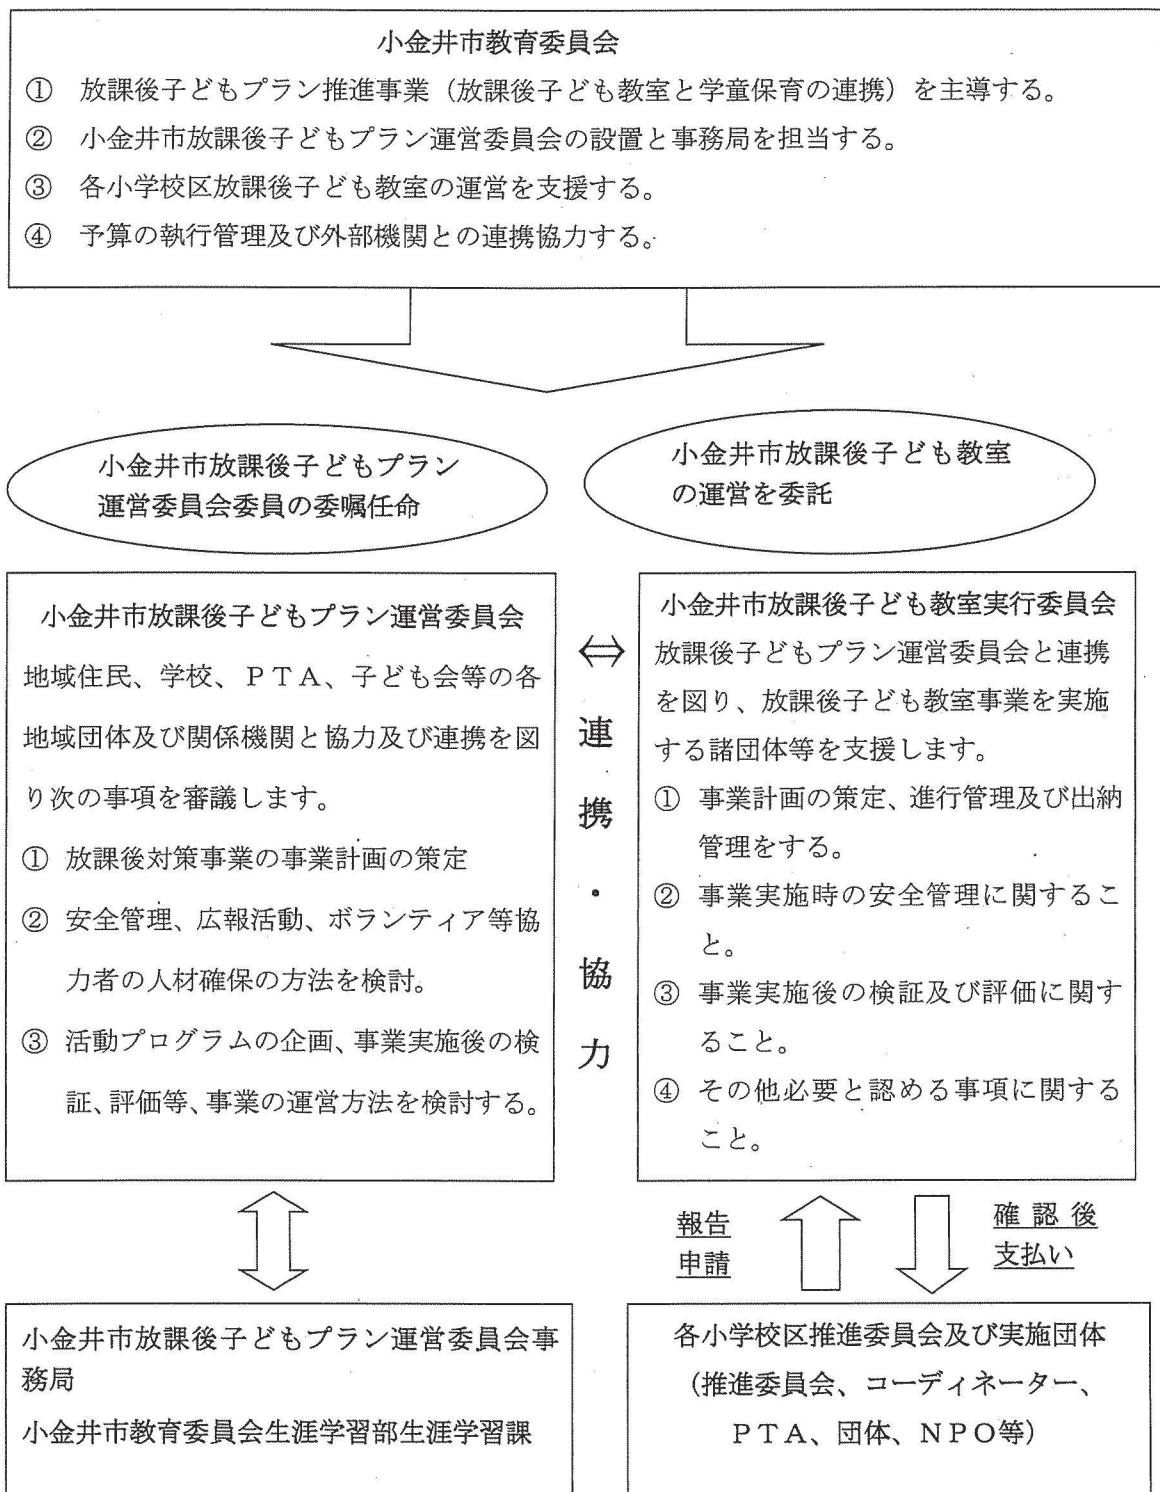 小金井市教育委員会
① 放課後子どもプラン推進事業（放課後子ども教室と学童保育の連携）を主導する。
② 小金井市放課後子どもプラン運営委員会の設置と事務局を担当する。
③ 各小学校区放課後子ども教室の運営を支援する。
④ 予算の執行管理及び外部機関との連携協力する。
小金井市放課後子どもプラン
運営委員会委員の委嘱任命
小金井市放課後子ども教室
の運営を委託
小金井市放課後子どもプラン運営委員会
地域住民、学校、ＰＴＡ、子ども会等の各
地域団体及び関係機関と協力及び連携を図
り次の事項を審議します。
① 放課後対策事業の事業計画の策定
② 安全管理、広報活動、ボランティア等協
力者の人材確保の方法を検討。
③ 活動プログラムの企画、事業実施後の検
証、評価等、事業の運営方法を検討する。
⇔
連携・協力
小金井市放課後子ども教室実行委員会
放課後子どもプラン運営委員会と連携
を図り、放課後子ども教室事業を実施
する諸団体等を支援します。
① 事業計画の策定、進行管理及び出納
管理をする。
② 事業実施時の安全管理に関するこ
と。
③ 事業実施後の検証及び評価に関す
ること。
④ その他必要と認める事項に関する
こと。
報告
申請
確認後
支払い
小金井市放課後子どもプラン運営委員会事
務局
小金井市教育委員会生涯学習部生涯学習課
各小学校区推進委員会及び実施団体
（推進委員会、コーディネーター、
ＰＴＡ、団体、ＮＰＯ等）